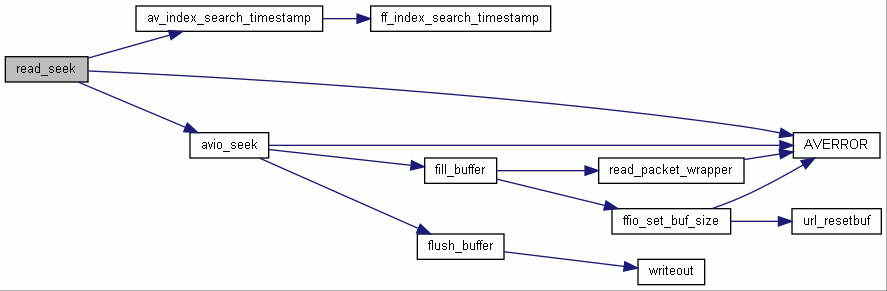 av_index_search_timestamp
ff_index_search_timestamp
read_seek
avio_seek
AVERROR
fill_buffer
read_packet_wrapper
ffio_set_buf_size
url_resetbuf
flush_buffer
writeout